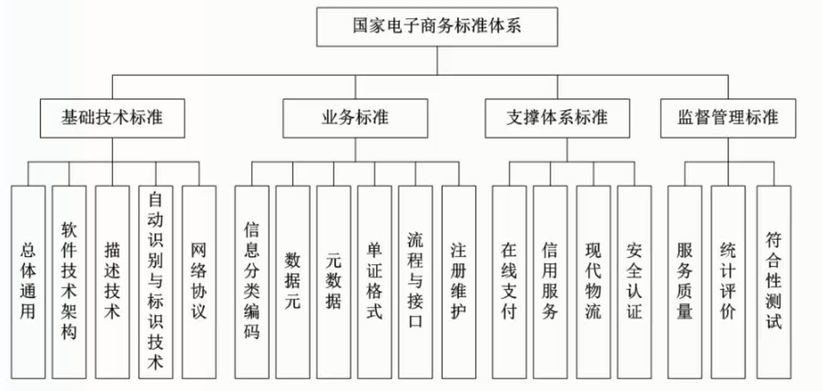 国家电子商务标准体系
基础技术标准
业务标准
支撑体系标准
监督管理标准
总体通用
软件技术架构
描述技术
自动识别与标识技术
网络协议
信息分类编码
数据元
元数据
单证格式
流程与接口
注册维护
在线支付
信用服务
现代物流
安全认证
服务质量
统计评价
符合性测试